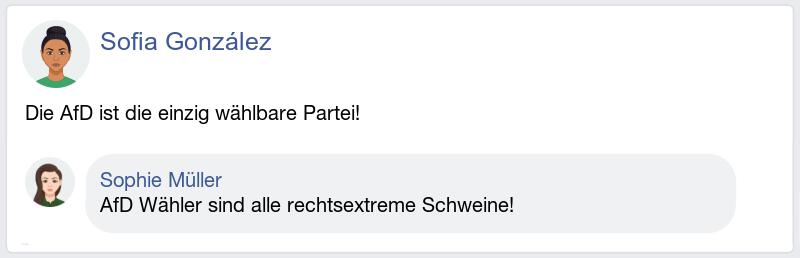 Sofia González
Die AfD ist die einzig wählbare Partei!
Sophie Müller
AfD Wähler sind alle rechtsextreme Schweine!